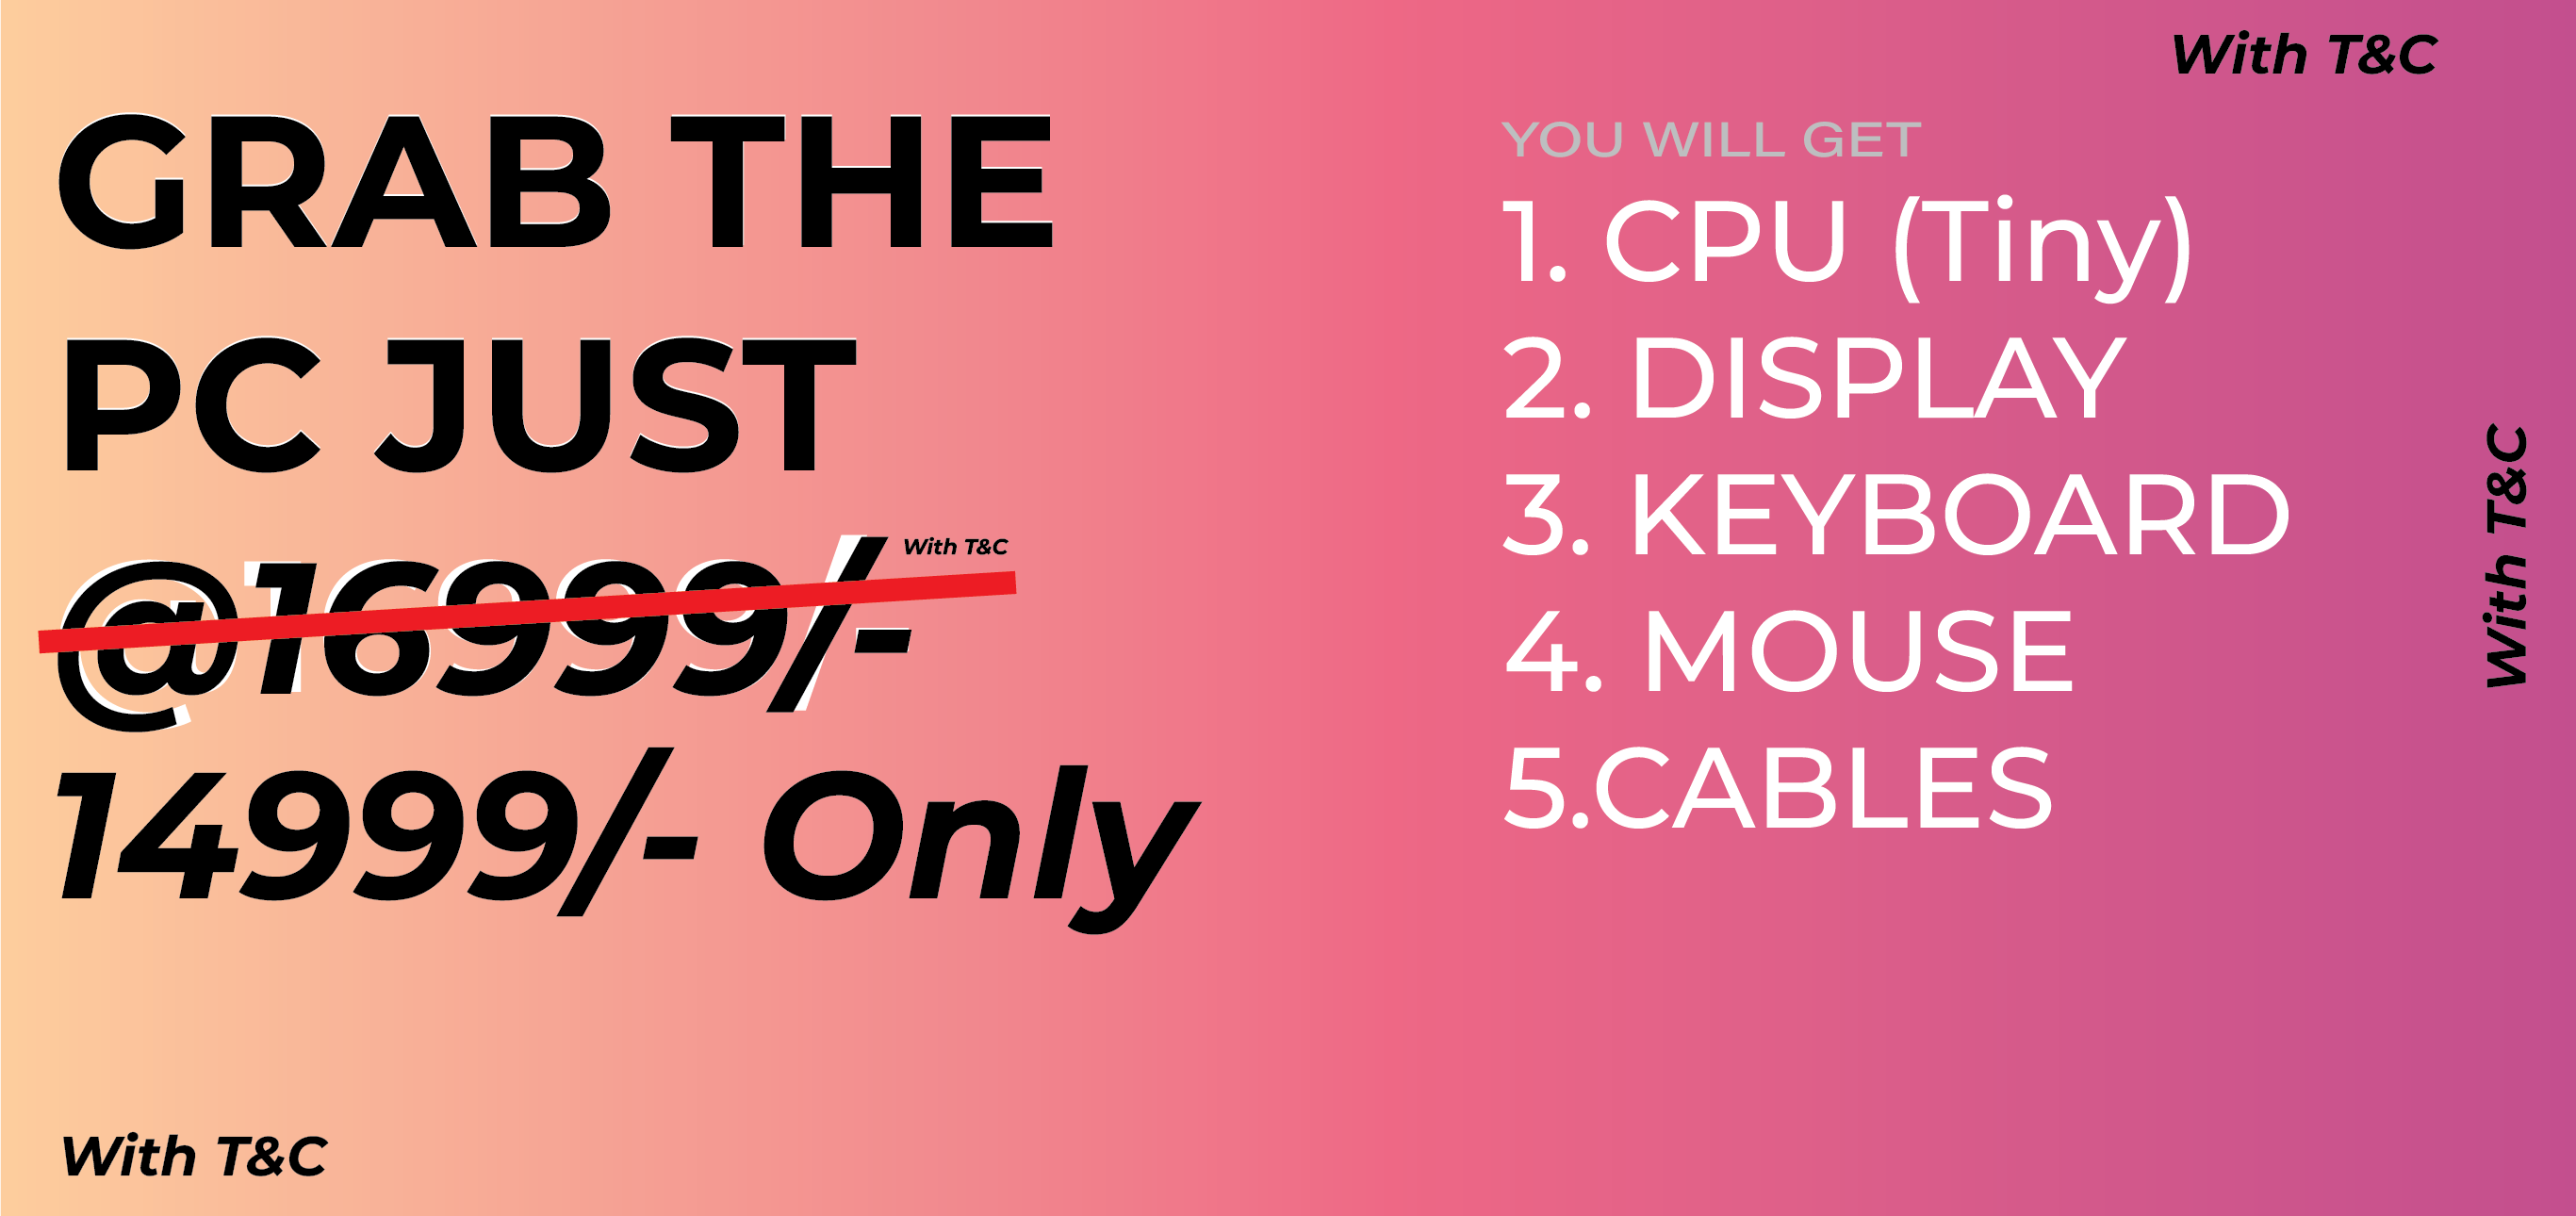 GRAB THE
PC JUST
@16999/- With T&C
14999/- Only
With T&C
With T&C
YOU WILL GET
1. CPU (Tiny)
2. DISPLAY
3. KEYBOARD
4. MOUSE
5.CABLES
With T&C